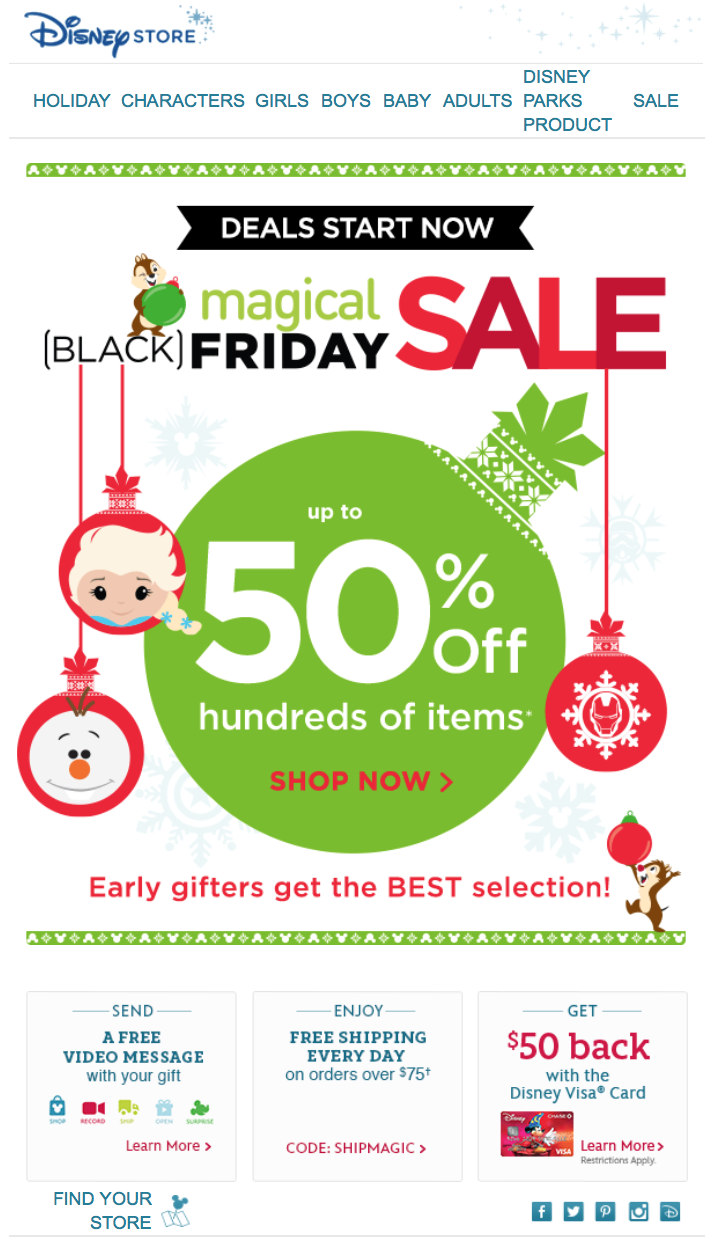 Disney STORE
HOLIDAY CHARACTERS GIRLS BOYS BABY ADULTS DISNEY PARKS PRODUCT SALE
DEALS START NOW
magical
(BLACK) FRIDAY SALE
up to
50% Off
hundreds of items*
SHOP NOW >
Early gifters get the BEST selection!
SEND
A FREE
VIDEO MESSAGE
with your gift
SHOP RECORD SHIP OPEN SURPRISE
Learn More >
ENJOY
FREE SHIPPING
EVERY DAY
on orders over $75†
CODE: SHIPMAGIC >
GET
$50 back
with the
Disney Visa® Card
Disney CHASE
VISA
Learn More >
Restrictions Apply.
FIND YOUR
STORE